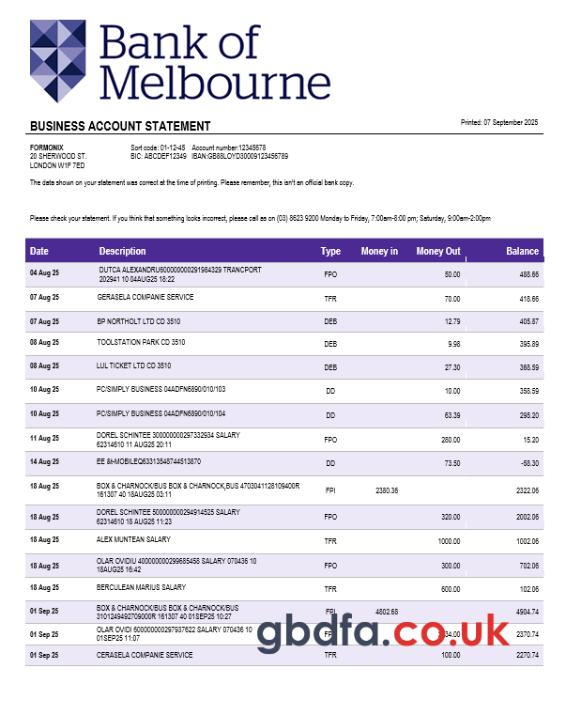 Bank of
Melbourne
BUSINESS ACCOUNT STATEMENT
Printed: 07 September 2025
FORMONIX
20 SHERWOOD ST.
LONDON W1F 7ED
Sort code: 01-12-45 Account number:12345678
BIC: ABCDEF12349 IBAN:GB88LOYD30009123456789
The data shown on your statement was correct at the time of printing. Please remember, this isn't an official bank copy.
Please check your statement. If you think that something looks incorrect, please call as on (03) 8623 9200 Monday to Friday, 7:00am-8:00 pm; Saturday, 9:00am-2:00pm
Date Description Type Money in Money Out Balance
04 Aug 25 DUTCA ALEXANDRU600000000291984329 TRANCPORT
202941 10 04AUG25 18:22 FPO 50.00 488.66
07 Aug 25 GERASELA COMPANIE SERVICE TFR 70.00 418.66
07 Aug 25 BP NORTHOLT LTD CD 3510 DEB 12.79 405.87
08 Aug 25 TOOLSTATION PARK CD 3510 DEB 9.98 395.89
08 Aug 25 LUL TICKET LTD CD 3510 DEB 27.30 368.59
10 Aug 25 PC/SIMPLY BUSINESS 04ADFN6890/010/103 DD 10.00 358.59
10 Aug 25 PC/SIMPLY BUSINESS 04ADFN6890/010/104 DD 63.39 295.20
11 Aug 25 DOREL SCHINTEE 300000000297332934 SALARY
62314610 11 AUG25 20:11 FPO 280.00 15.20
14 Aug 25 EE &MOBILEQ63313548744513870 DD 73.50 -58.30
18 Aug 25 BOX & CHARNOCK/BUS BOX & CHARNOCK,BUS 4703041128109400R
161307 40 18AUG25 03:11 FPI 2380.36 2322.06
18 Aug 25 DOREL SCHINTEE 500000000294914525 SALARY
62314610 18 AUG25 11:23 FPO 320.00 2002.06
18 Aug 25 ALEX MUNTEAN SALARY TFR 1000.00 1002.06
18 Aug 25 OLAR OVIDIU 400000000299685458 SALARY 070436 10
18AUG25 16:42 FPO 300.00 702.06
18 Aug 25 BERCULEAN MARIUS SALARY TFR 600.00 102.06
01 Sep 25 BOX & CHARNOCK/BUS BOX & CHARNOCK/BUS
3101249492709000R 161307 40 01SEP25 10:27 FPI 4802.68 4904.74
01 Sep 25 OLAR OVIDI 600000000297937622 SALARY 070436 10
01SEP25 11:07 2370.74
01 Sep 25 CERASELA COMPANIE SERVICE TFR 100.00 2270.74
gbdfa.co.uk